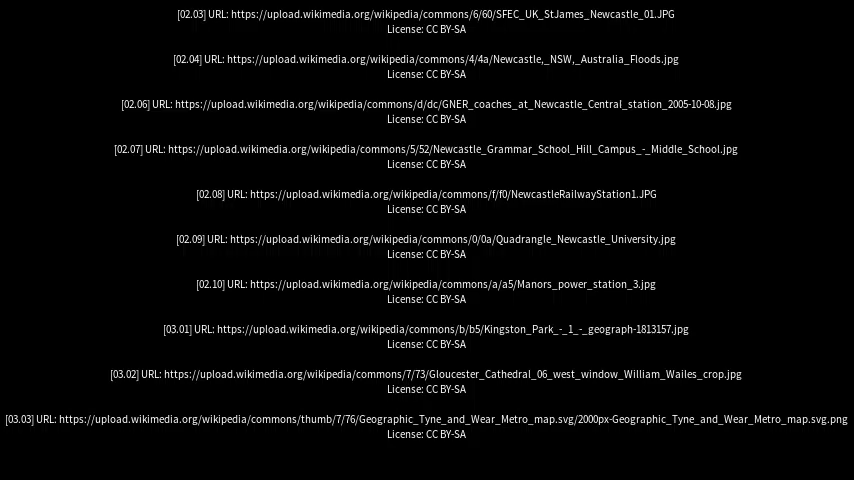 [02.03] URL: https://upload.wikimedia.org/wikipedia/commons/6/60/SFEC_UK_StJames_Newcastle_01.JPG
License: CC BY-SA
[02.04] URL: https://upload.wikimedia.org/wikipedia/commons/4/4a/Newcastle,_NSW,_Australia_Floods.jpg
License: CC BY-SA
[02.06] URL: https://upload.wikimedia.org/wikipedia/commons/d/dc/GNER_coaches_at_Newcastle_Central_station_2005-10-08.jpg
License: CC BY-SA
[02.07] URL: https://upload.wikimedia.org/wikipedia/commons/5/52/Newcastle_Grammar_School_Hill_Campus_-_Middle_School.jpg
License: CC BY-SA
[02.08] URL: https://upload.wikimedia.org/wikipedia/commons/f/f0/NewcastleRailwayStation1.JPG
License: CC BY-SA
[02.09] URL: https://upload.wikimedia.org/wikipedia/commons/0/0a/Quadrangle_Newcastle_University.jpg
License: CC BY-SA
[02.10] URL: https://upload.wikimedia.org/wikipedia/commons/a/a5/Manors_power_station_3.jpg
License: CC BY-SA
[03.01] URL: https://upload.wikimedia.org/wikipedia/commons/b/b5/Kingston_Park_-_1_-_geograph-1813157.jpg
License: CC BY-SA
[03.02] URL: https://upload.wikimedia.org/wikipedia/commons/7/73/Gloucester_Cathedral_06_west_window_William_Wailes_crop.jpg
License: CC BY-SA
[03.03] URL: https://upload.wikimedia.org/wikipedia/commons/thumb/7/76/Geographic_Tyne_and_Wear_Metro_map.svg/2000px-Geographic_Tyne_and_Wear_Metro_map.svg.png
License: CC BY-SA